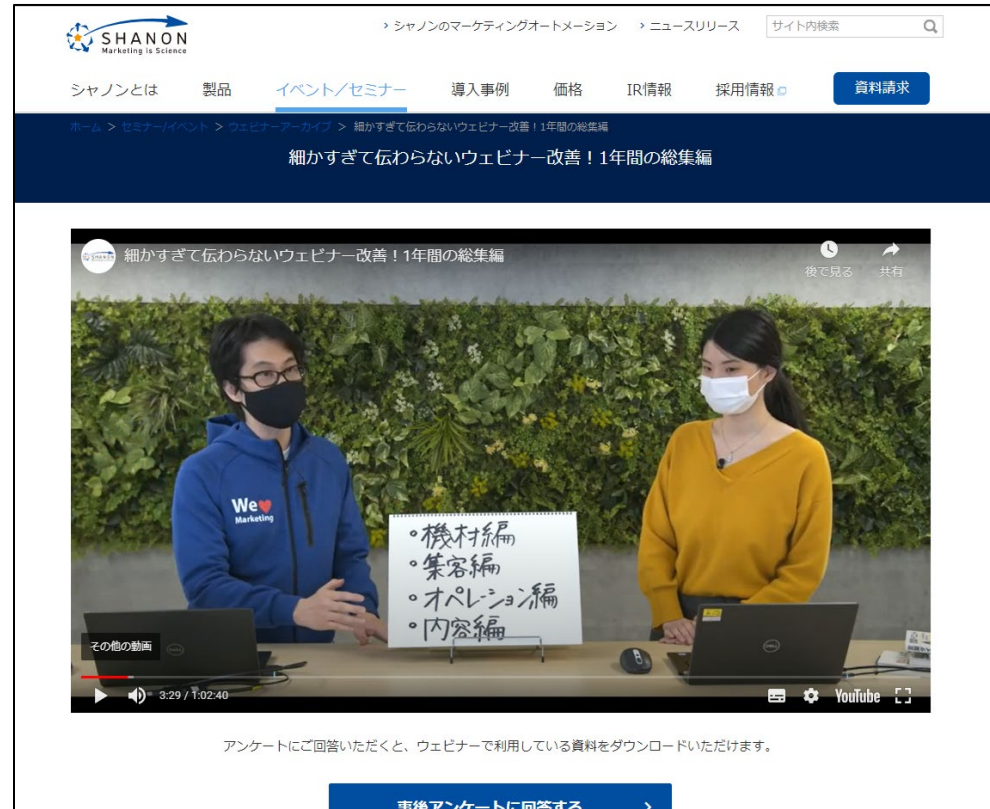 SHANON
Marketing is Science
› シャノンのマーケティングオートメーション › ニュースリリース サイト内検索
シャノンとは 製品 イベント／セミナー 導入事例 価格 IR情報 採用情報 資料請求
ホーム > セミナー/イベント > ウェビナーアーカイブ > 細かすぎて伝わらないウェビナー改善！1年間の総集編
細かすぎて伝わらないウェビナー改善！1年間の総集編
SHANON 細かすぎて伝わらないウェビナー改善！1年間の総集編
後で見る 共有
We
Marketing
・機材編
・集客編
・オペレーション編
・内容編
その他の動画
DELL
DELL
3:29 / 1:02:40 YouTube
アンケートにご回答いただくと、ウェビナーで利用している資料をダウンロードいただけます。
事後アンケートに回答する ›